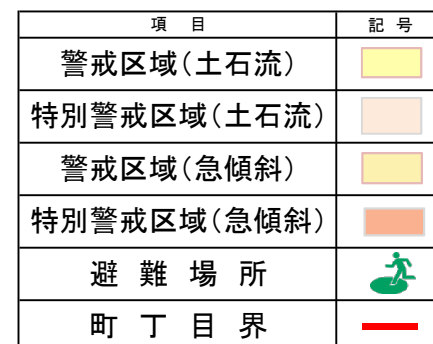 項 目 記 号
警戒区域(土石流)
特別警戒区域(土石流)
警戒区域(急傾斜)
特別警戒区域(急傾斜)
避 難 場 所
町 丁 目 界